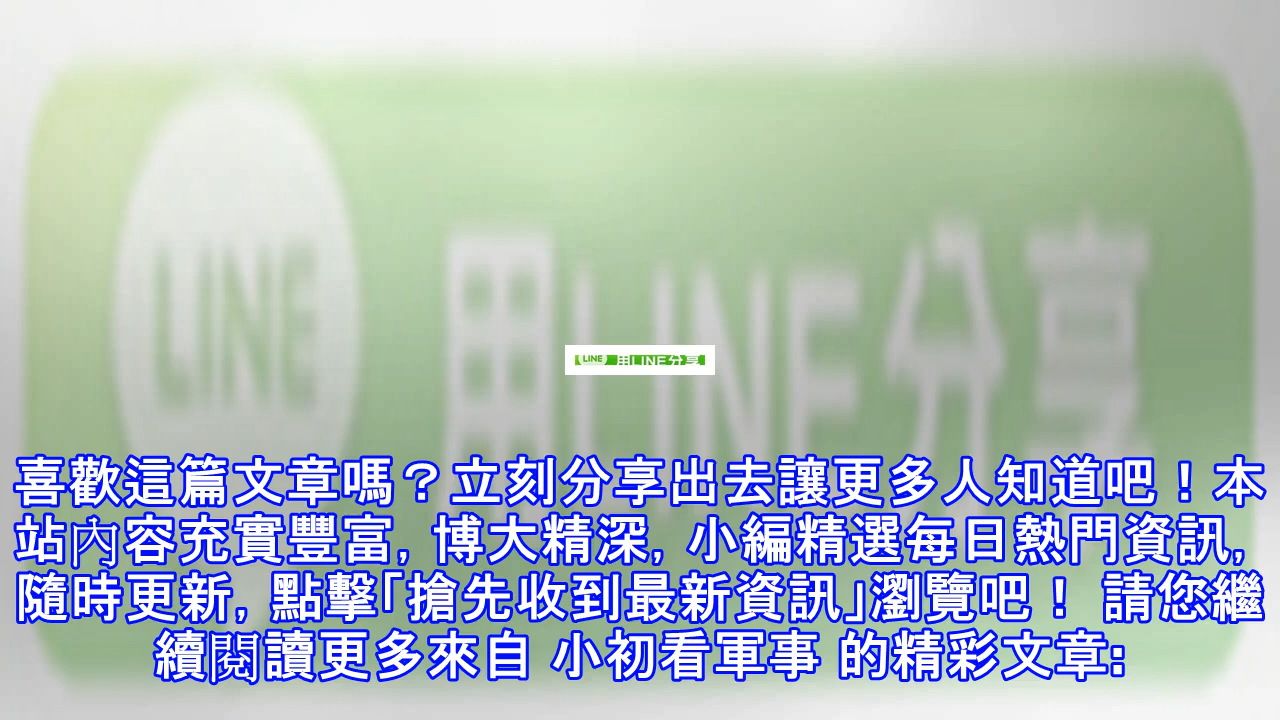 LINE
用LINE分享
LINE 用LINE分享
喜歡這篇文章嗎？立刻分享出去讓更多人知道吧！本
站內容充實豐富, 博大精深, 小編精選每日熱門資訊,
隨時更新, 點擊「搶先收到最新資訊」瀏覽吧！ 請您繼
續閱讀更多來自 小初看軍事 的精彩文章: